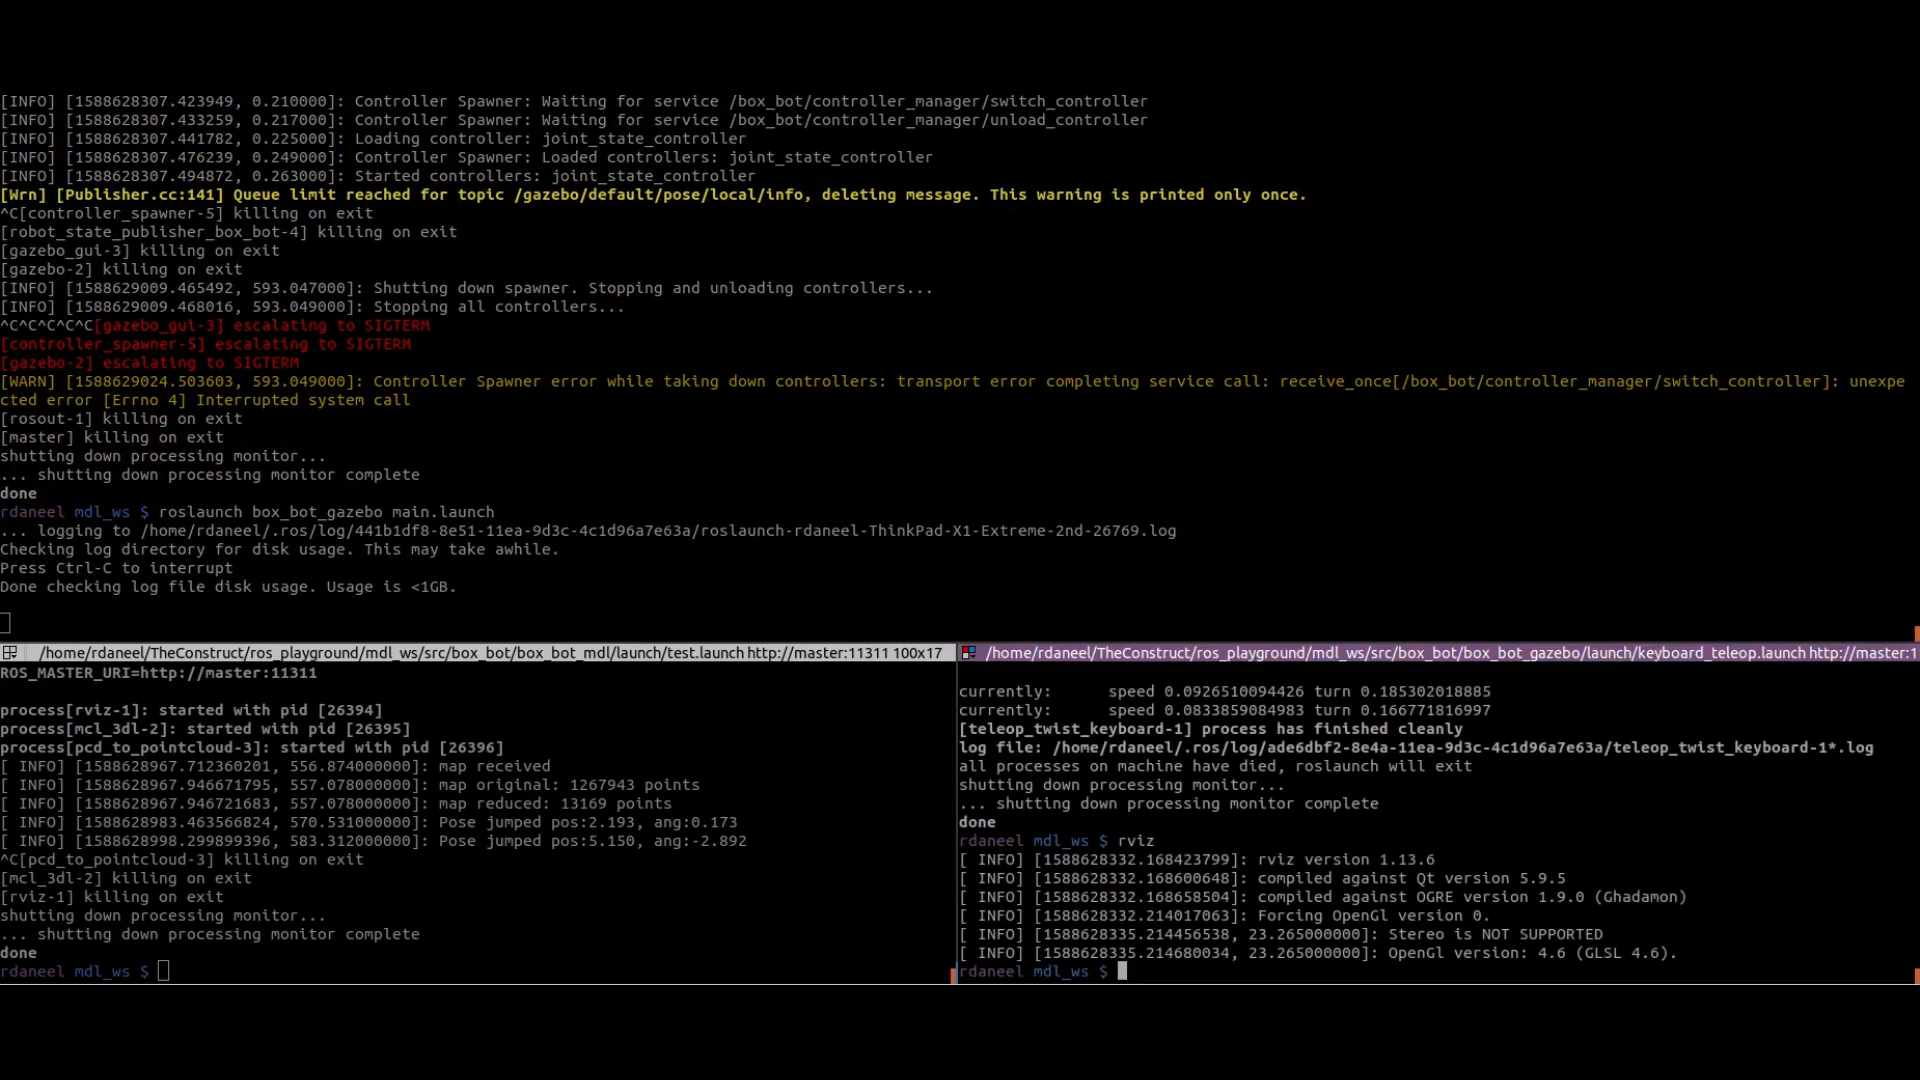 [INFO] [1588628307.423949, 0.210000]: Controller Spawner: Waiting for service /box_bot/controller_manager/switch_controller
[INFO] [1588628307.433259, 0.217000]: Controller Spawner: Waiting for service /box_bot/controller_manager/unload_controller
[INFO] [1588628307.441782, 0.225000]: Loading controller: joint_state_controller
[INFO] [1588628307.476239, 0.249000]: Controller Spawner: Loaded controllers: joint_state_controller
[INFO] [1588628307.494872, 0.263000]: Started controllers: joint_state_controller
[Wrn] [Publisher.cc:141] Queue limit reached for topic /gazebo/default/pose/local/info, deleting message. This warning is printed only once.
^C[controller_spawner-5] killing on exit
[robot_state_publisher_box_bot-4] killing on exit
[gazebo_gui-3] killing on exit
[gazebo-2] killing on exit
[INFO] [1588629009.465492, 593.047000]: Shutting down spawner. Stopping and unloading controllers...
[INFO] [1588629009.468016, 593.049000]: Stopping all controllers...
^C^C^C^C^C[gazebo_gui-3] escalating to SIGTERM
[controller_spawner-5] escalating to SIGTERM
[gazebo-2] escalating to SIGTERM
[WARN] [1588629024.503603, 593.049000]: Controller Spawner error while taking down controllers: transport error completing service call: receive_once[/box_bot/controller_manager/switch_controller]: unexpe
cted error [Errno 4] Interrupted system call
[rosout-1] killing on exit
[master] killing on exit
shutting down processing monitor...
... shutting down processing monitor complete
done
rdaneel mdl_ws $ roslaunch box_bot_gazebo main.launch
... logging to /home/rdaneel/.ros/log/441b1df8-8e51-11ea-9d3c-4c1d96a7e63a/roslaunch-rdaneel-ThinkPad-X1-Extreme-2nd-26769.log
Checking log directory for disk usage. This may take awhile.
Press Ctrl-C to interrupt
Done checking log file disk usage. Usage is <1GB.
/home/rdaneel/TheConstruct/ros_playground/mdl_ws/src/box_bot/box_bot_mdl/launch/test.launch http://master:11311 100x17
ROS_MASTER_URI=http://master:11311
process[rviz-1]: started with pid [26394]
process[mcl_3dl-2]: started with pid [26395]
process[pcd_to_pointcloud-3]: started with pid [26396]
[ INFO] [1588628967.712360201, 556.874000000]: map received
[ INFO] [1588628967.946671795, 557.078000000]: map original: 1267943 points
[ INFO] [1588628967.946721683, 557.078000000]: map reduced: 13169 points
[ INFO] [1588628983.463566824, 570.531000000]: Pose jumped pos:2.193, ang:0.173
[ INFO] [1588628998.299899396, 583.312000000]: Pose jumped pos:5.150, ang:-2.892
^C[pcd_to_pointcloud-3] killing on exit
[mcl_3dl-2] killing on exit
[rviz-1] killing on exit
shutting down processing monitor...
... shutting down processing monitor complete
done
rdaneel mdl_ws $
/home/rdaneel/TheConstruct/ros_playground/mdl_ws/src/box_bot/box_bot_gazebo/launch/keyboard_teleop.launch http://master:1
currently:      speed 0.0926510094426 turn 0.185302018885
currently:      speed 0.0833859084983 turn 0.166771816997
[teleop_twist_keyboard-1] process has finished cleanly
log file: /home/rdaneel/.ros/log/ade6dbf2-8e4a-11ea-9d3c-4c1d96a7e63a/teleop_twist_keyboard-1*.log
all processes on machine have died, roslaunch will exit
shutting down processing monitor...
... shutting down processing monitor complete
done
rdaneel mdl_ws $ rviz
[ INFO] [1588628332.168423799]: rviz version 1.13.6
[ INFO] [1588628332.168600648]: compiled against Qt version 5.9.5
[ INFO] [1588628332.168658504]: compiled against OGRE version 1.9.0 (Ghadamon)
[ INFO] [1588628332.214017063]: Forcing OpenGl version 0.
[ INFO] [1588628335.214456538, 23.265000000]: Stereo is NOT SUPPORTED
[ INFO] [1588628335.214680034, 23.265000000]: OpenGl version: 4.6 (GLSL 4.6).
rdaneel mdl_ws $